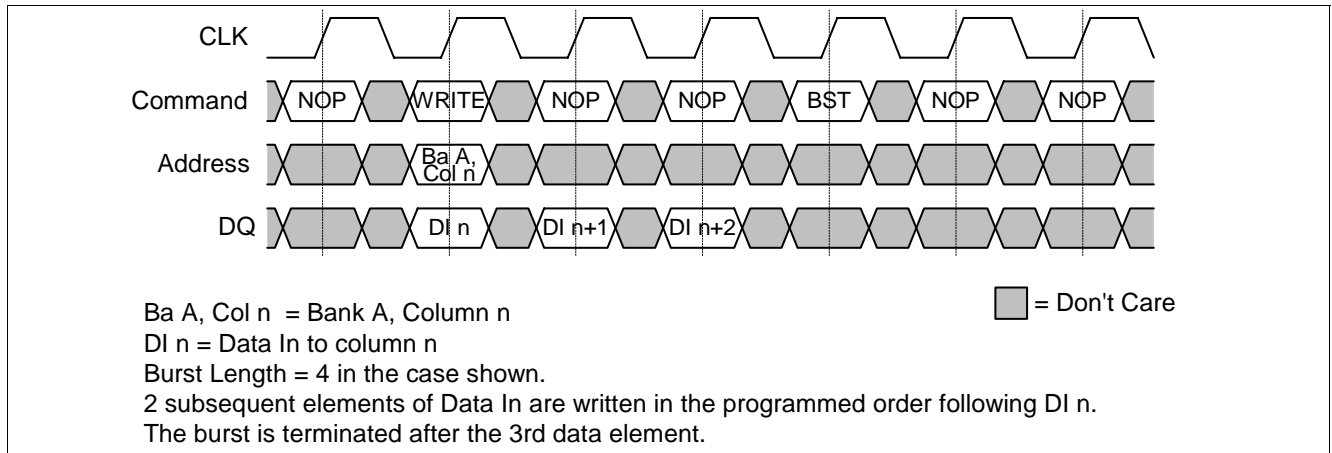 CLK
Command NOP WRITE NOP NOP BST NOP NOP
Address Ba A,
Col n
DQ DI n DI n+1 DI n+2
Ba A, Col n = Bank A, Column n
= Don't Care
DI n = Data In to column n
Burst Length = 4 in the case shown.
2 subsequent elements of Data In are written in the programmed order following DI n.
The burst is terminated after the 3rd data element.